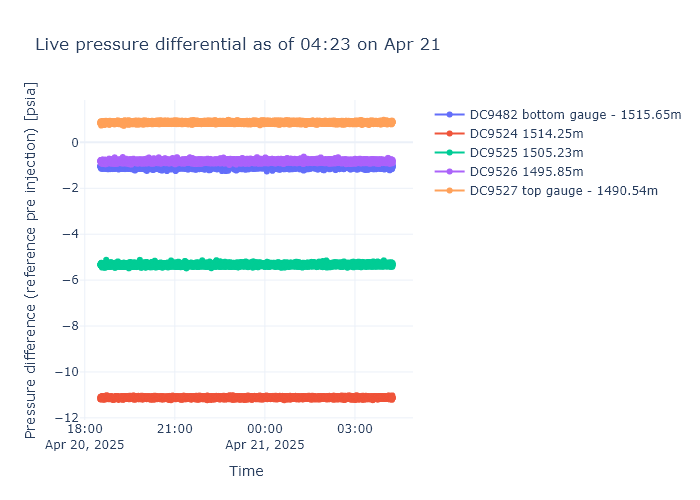 Live pressure differential as of 04:23 on Apr 21
Pressure difference (reference pre injection) [psia]
0
−2
−4
−6
−8
−10
−12
18:00
Apr 20, 2025
21:00
00:00
Apr 21, 2025
03:00
Time
DC9482 bottom gauge - 1515.65m
DC9524 1514.25m
DC9525 1505.23m
DC9526 1495.85m
DC9527 top gauge - 1490.54m